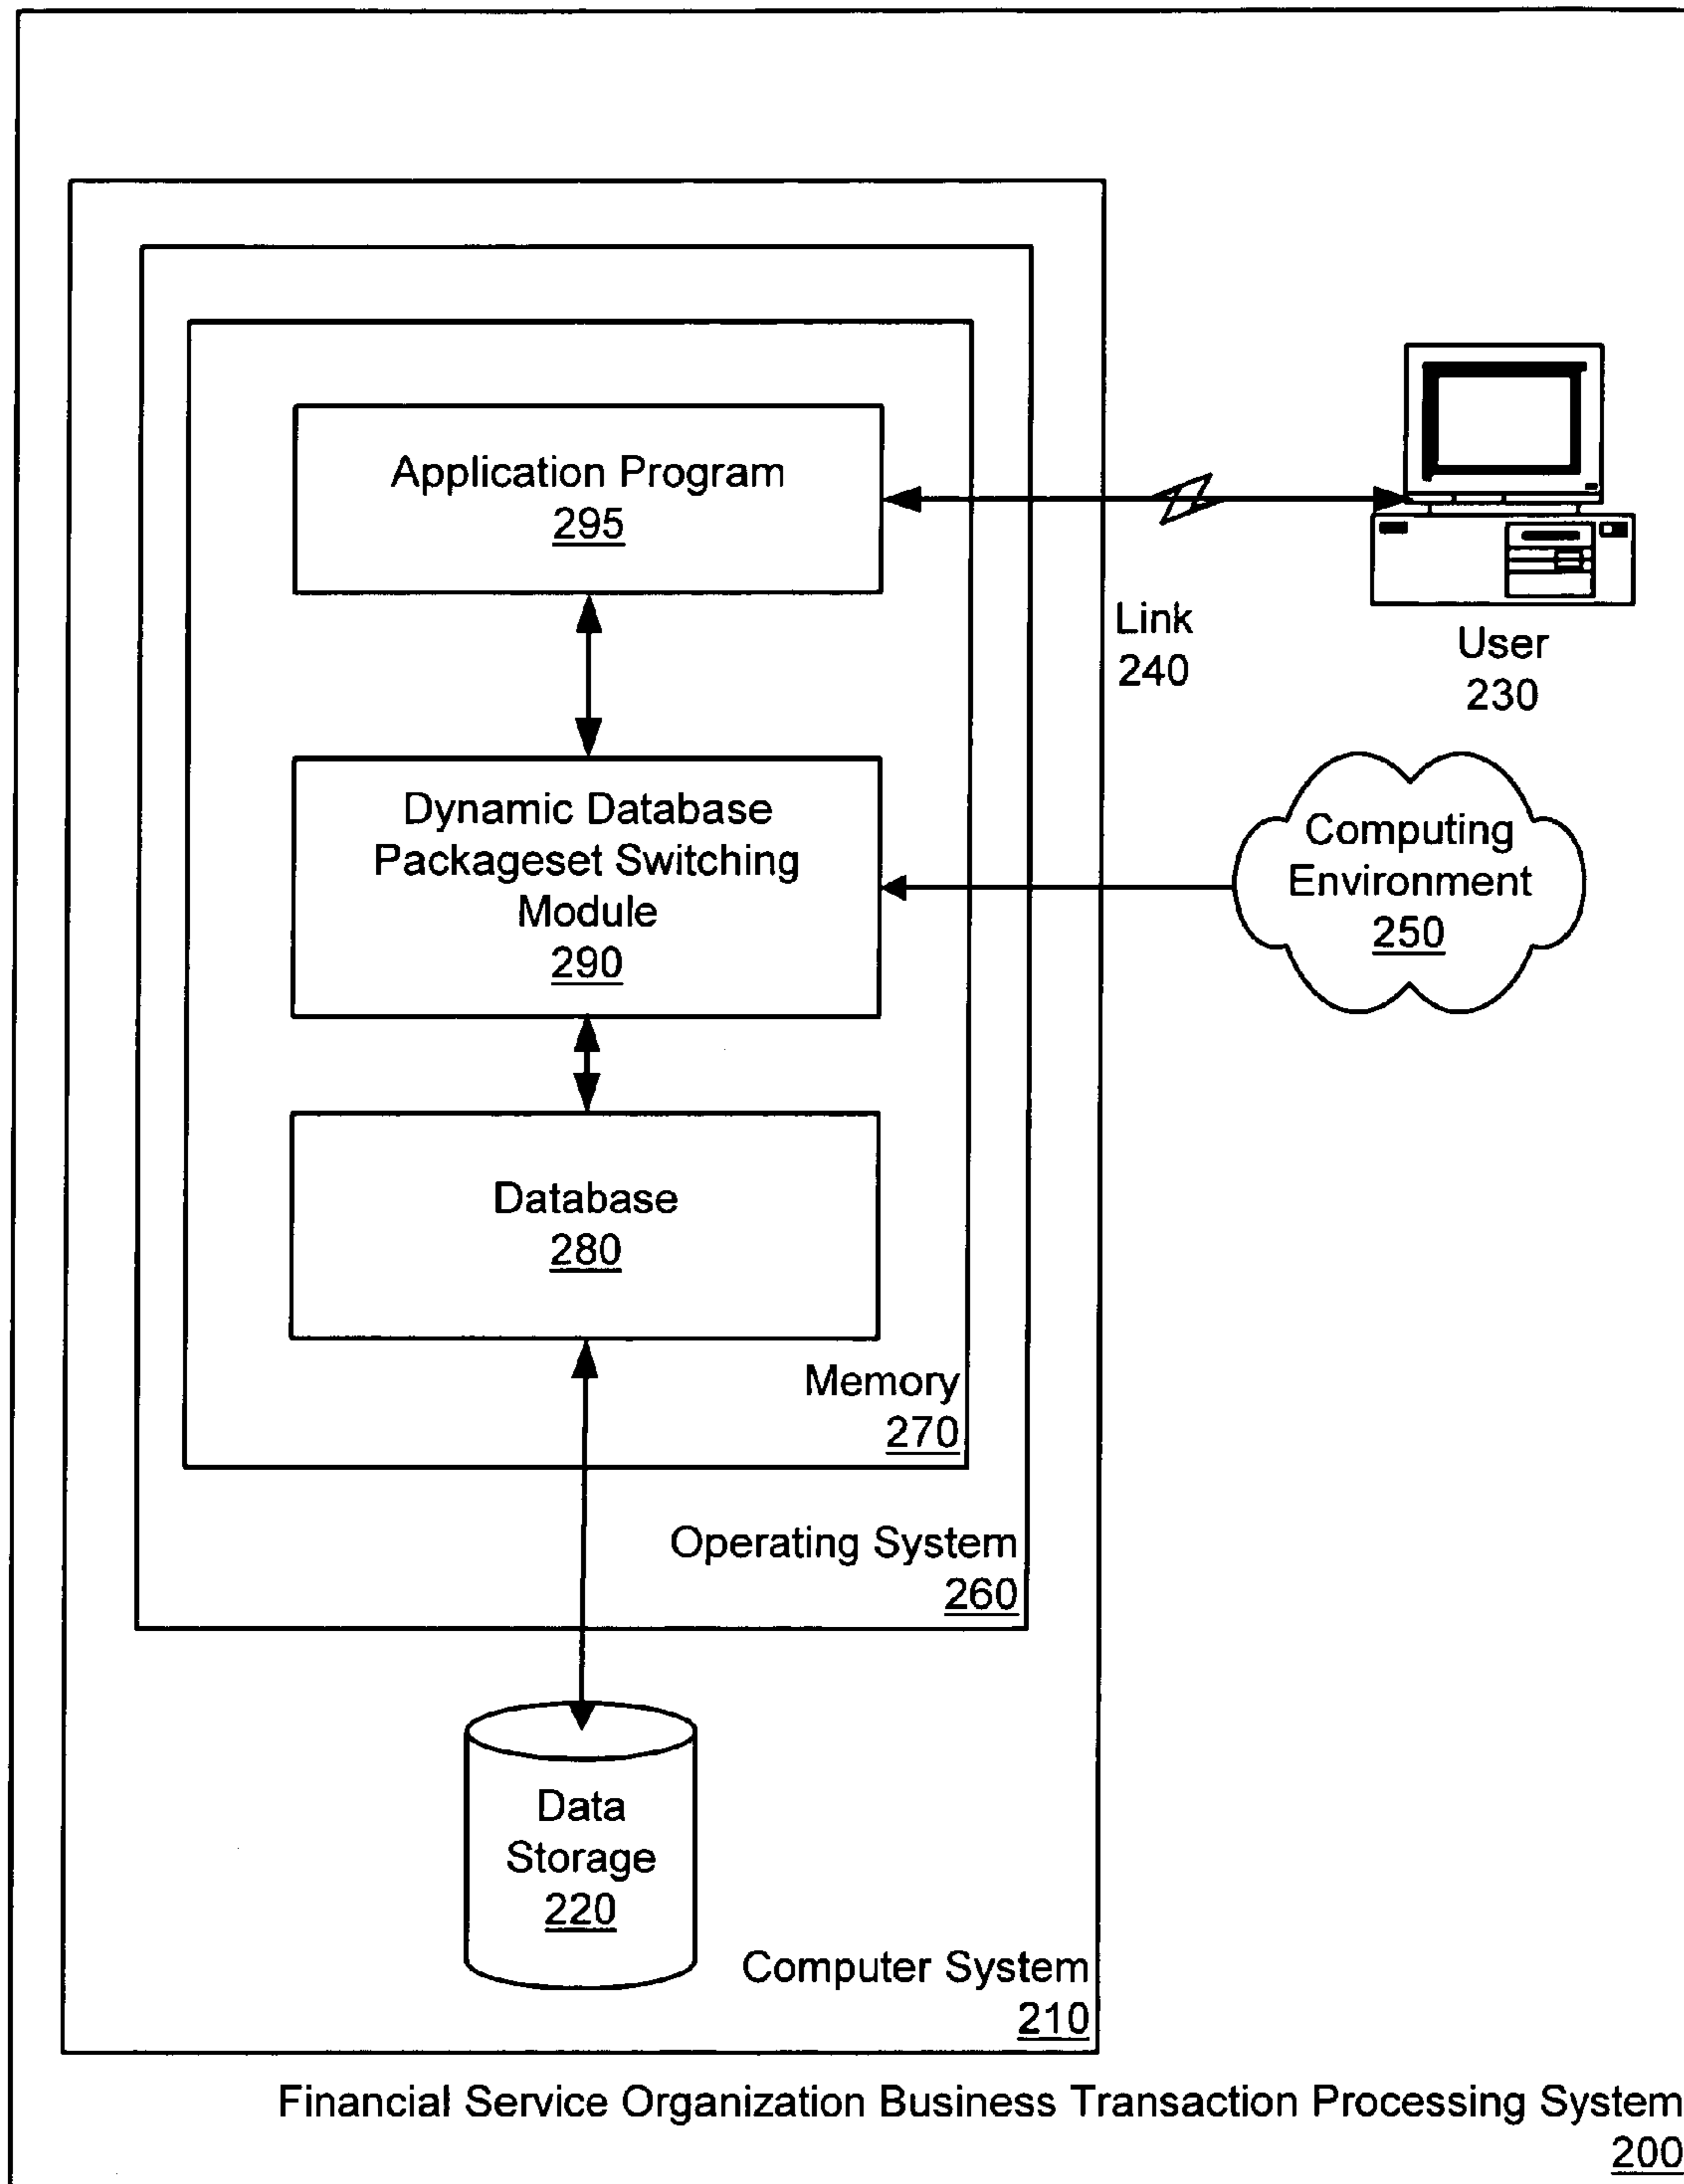 Application Program
295
Link
240
User
230
Dynamic Database
Packageset Switching
Module
290
Computing
Environment
250
Database
280
Memory
270
Operating System
260
Data
Storage
220
Computer System
210
Financial Service Organization Business Transaction Processing System
200